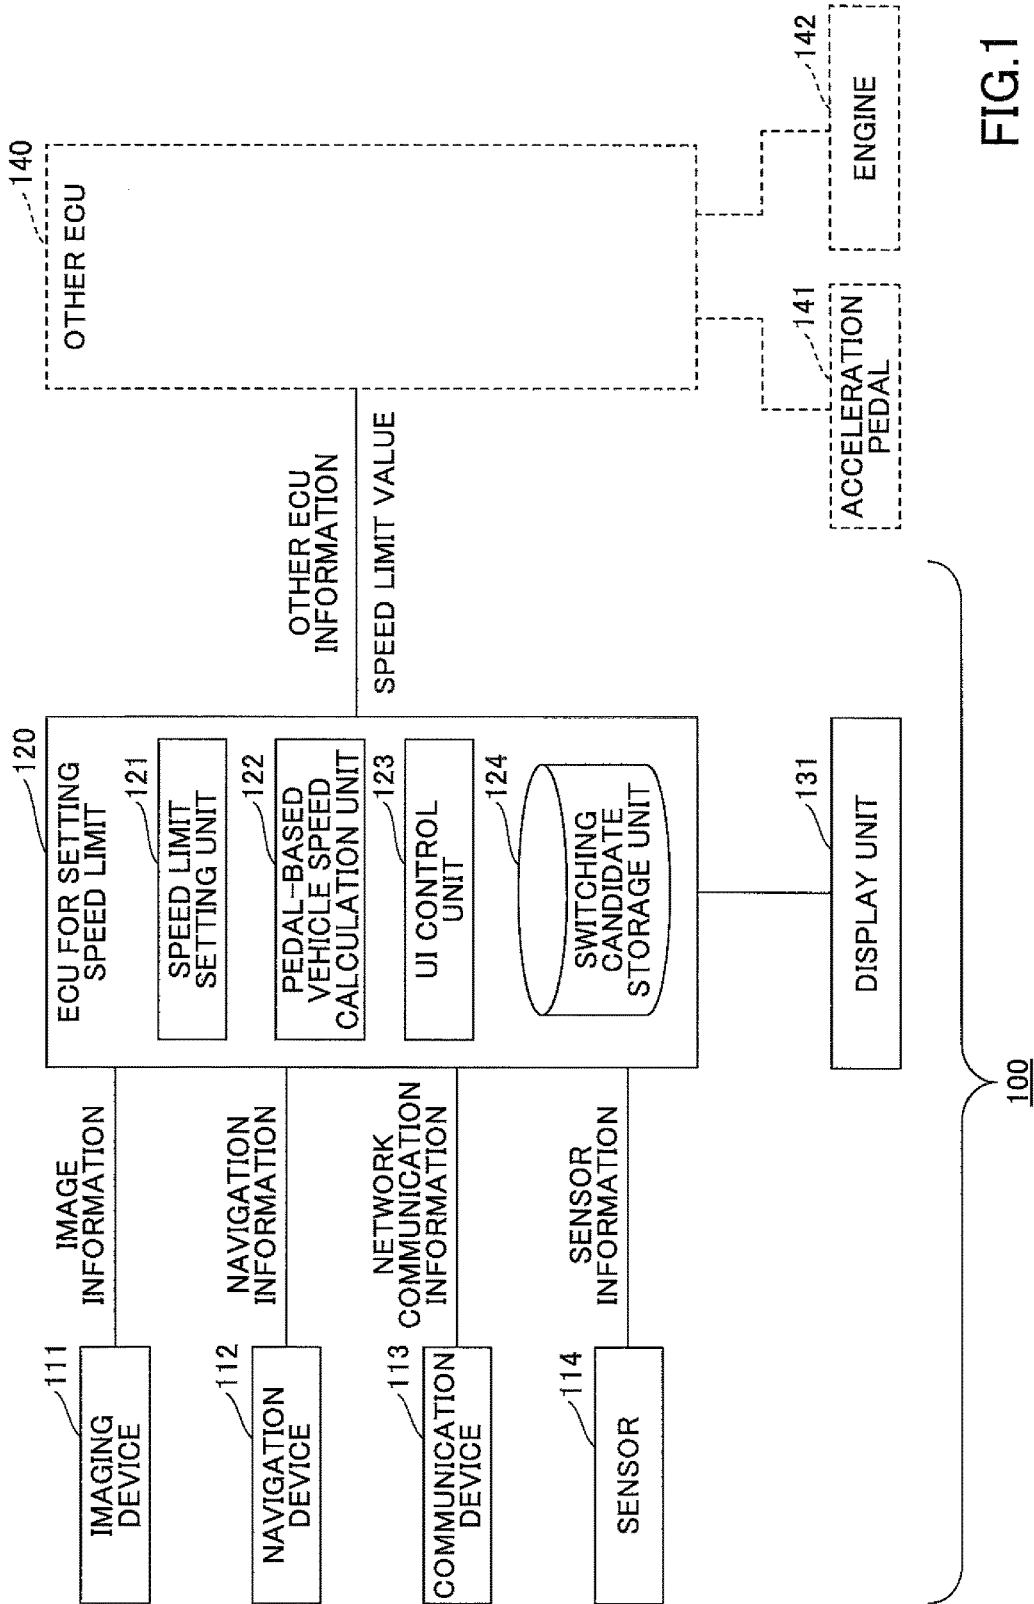 111
IMAGING
DEVICE
IMAGE
INFORMATION
112
NAVIGATION
DEVICE
NAVIGATION
INFORMATION
113
COMMUNICATION
DEVICE
NETWORK
COMMUNICATION
INFORMATION
114
SENSOR
SENSOR
INFORMATION
120
ECU FOR SETTING
SPEED LIMIT
121
SPEED LIMIT
SETTING UNIT
122
PEDAL-BASED
VEHICLE SPEED
CALCULATION UNIT
123
UI CONTROL
UNIT
124
SWITCHING
CANDIDATE
STORAGE UNIT
131
DISPLAY UNIT
OTHER ECU
INFORMATION
SPEED LIMIT VALUE
140
OTHER ECU
141
ACCELERATION
PEDAL
142
ENGINE
100
FIG.1